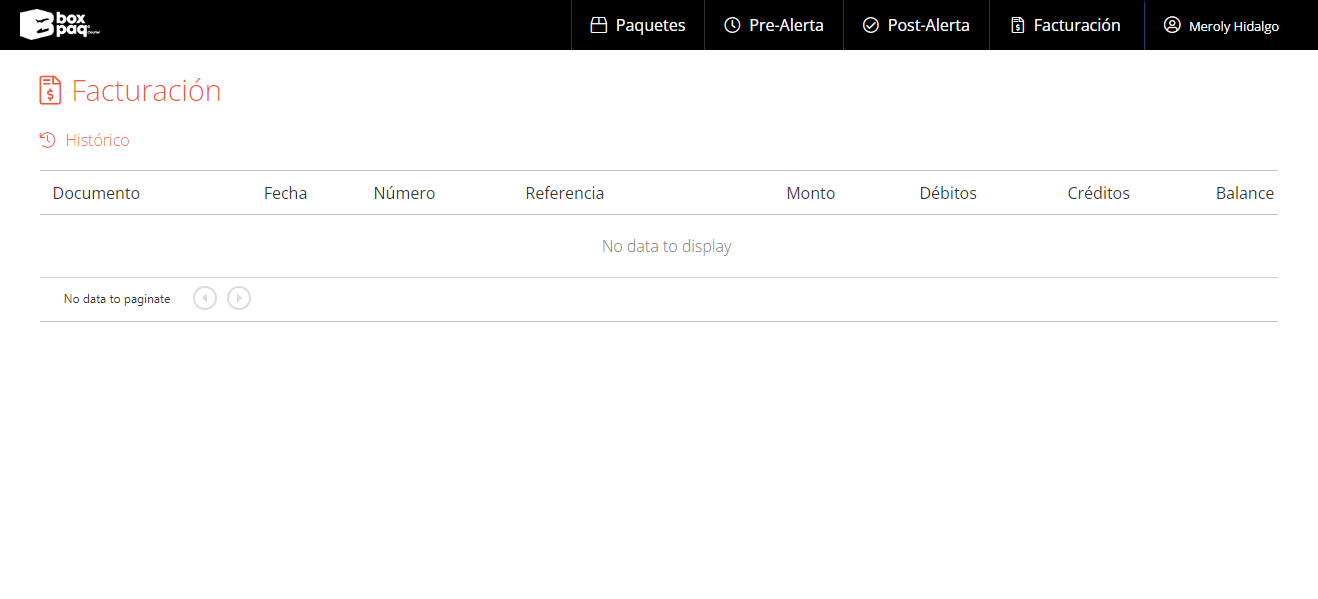 box
paq
Paquetes
Pre-Alerta
Post-Alerta
Facturación
Meroly Hidalgo
Facturación
Histórico
Documento Fecha Número Referencia Monto Débitos Créditos Balance
No data to display
No data to paginate